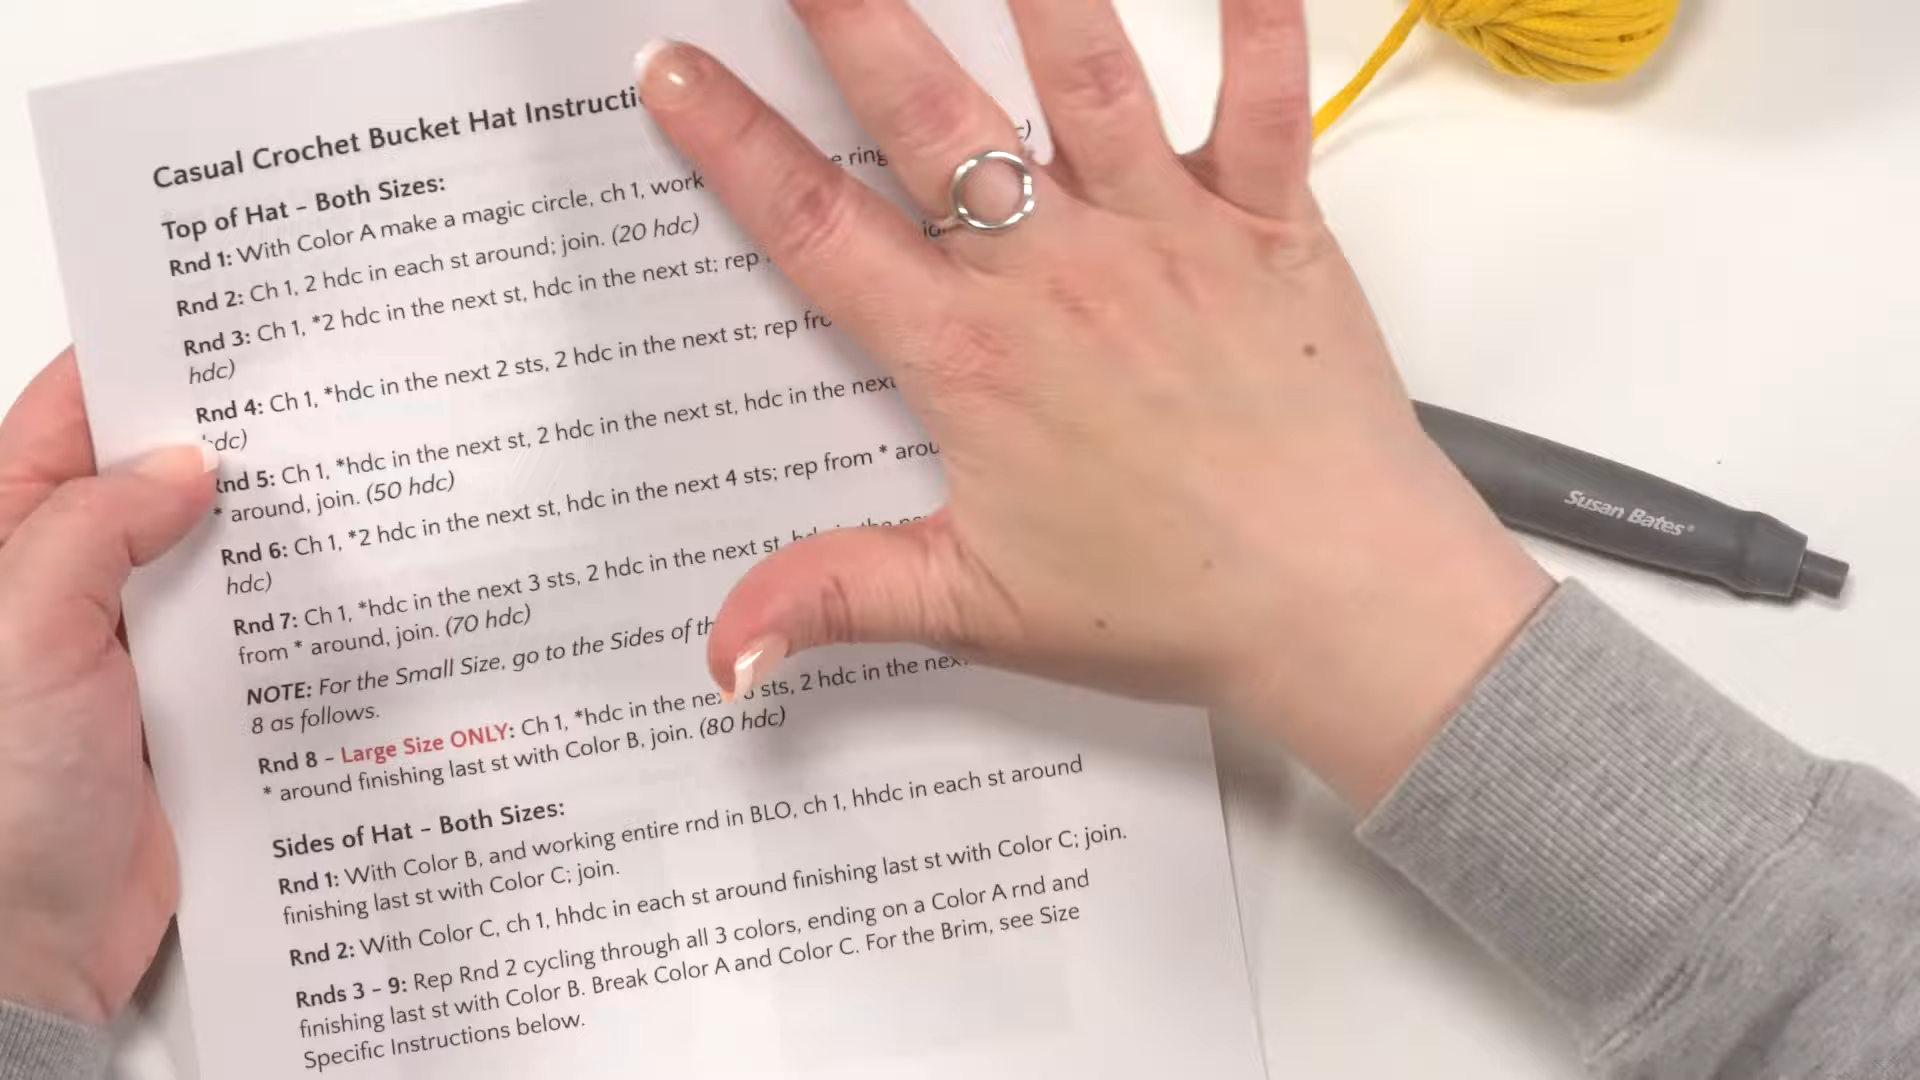 Casual Crochet Bucket Hat
Top of Hat – Both Sizes:
Rnd 1: With Color A make a magic circle, ch 1, work ring
Rnd 2: Ch 1, 2 hdc in each st around; join. (20 hdc)
Rnd 3: Ch 1, *2 hdc in the next st, hdc in the next st; rep
hdc)
Rnd 4: Ch 1, *hdc in the next 2 sts, 2 hdc in the next st; rep
Rnd 5: Ch 1, *hdc in the next st, 2 hdc in the next st, hdc in the next
* around, join. (50 hdc)
Rnd 6: Ch 1, *2 hdc in the next st, hdc in the next 4 sts; rep from *
hdc)
Rnd 7: Ch 1, *hdc in the next 3 sts, 2 hdc in the next st,
from * around, join. (70 hdc)
NOTE: For the Small Size, go to the Sides of
8 as follows.
Rnd 8 – Large Size ONLY: Ch 1, *hdc in the sts, 2 hdc in the
* around finishing last st with Color B, join. (80 hdc)
Sides of Hat – Both Sizes:
Rnd 1: With Color B, and working entire rnd in BLO, ch 1, hhdc in each st around
finishing last st with Color C; join.
Rnd 2: With Color C, ch 1, hhdc in each st around finishing last st with Color C; join.
Rnds 3 – 9: Rep Rnd 2 cycling through all 3 colors, ending on a Color A rnd and
finishing last st with Color B. Break Color A and Color C. For the Brim, see Size
Specific Instructions below.
Susan Bates®